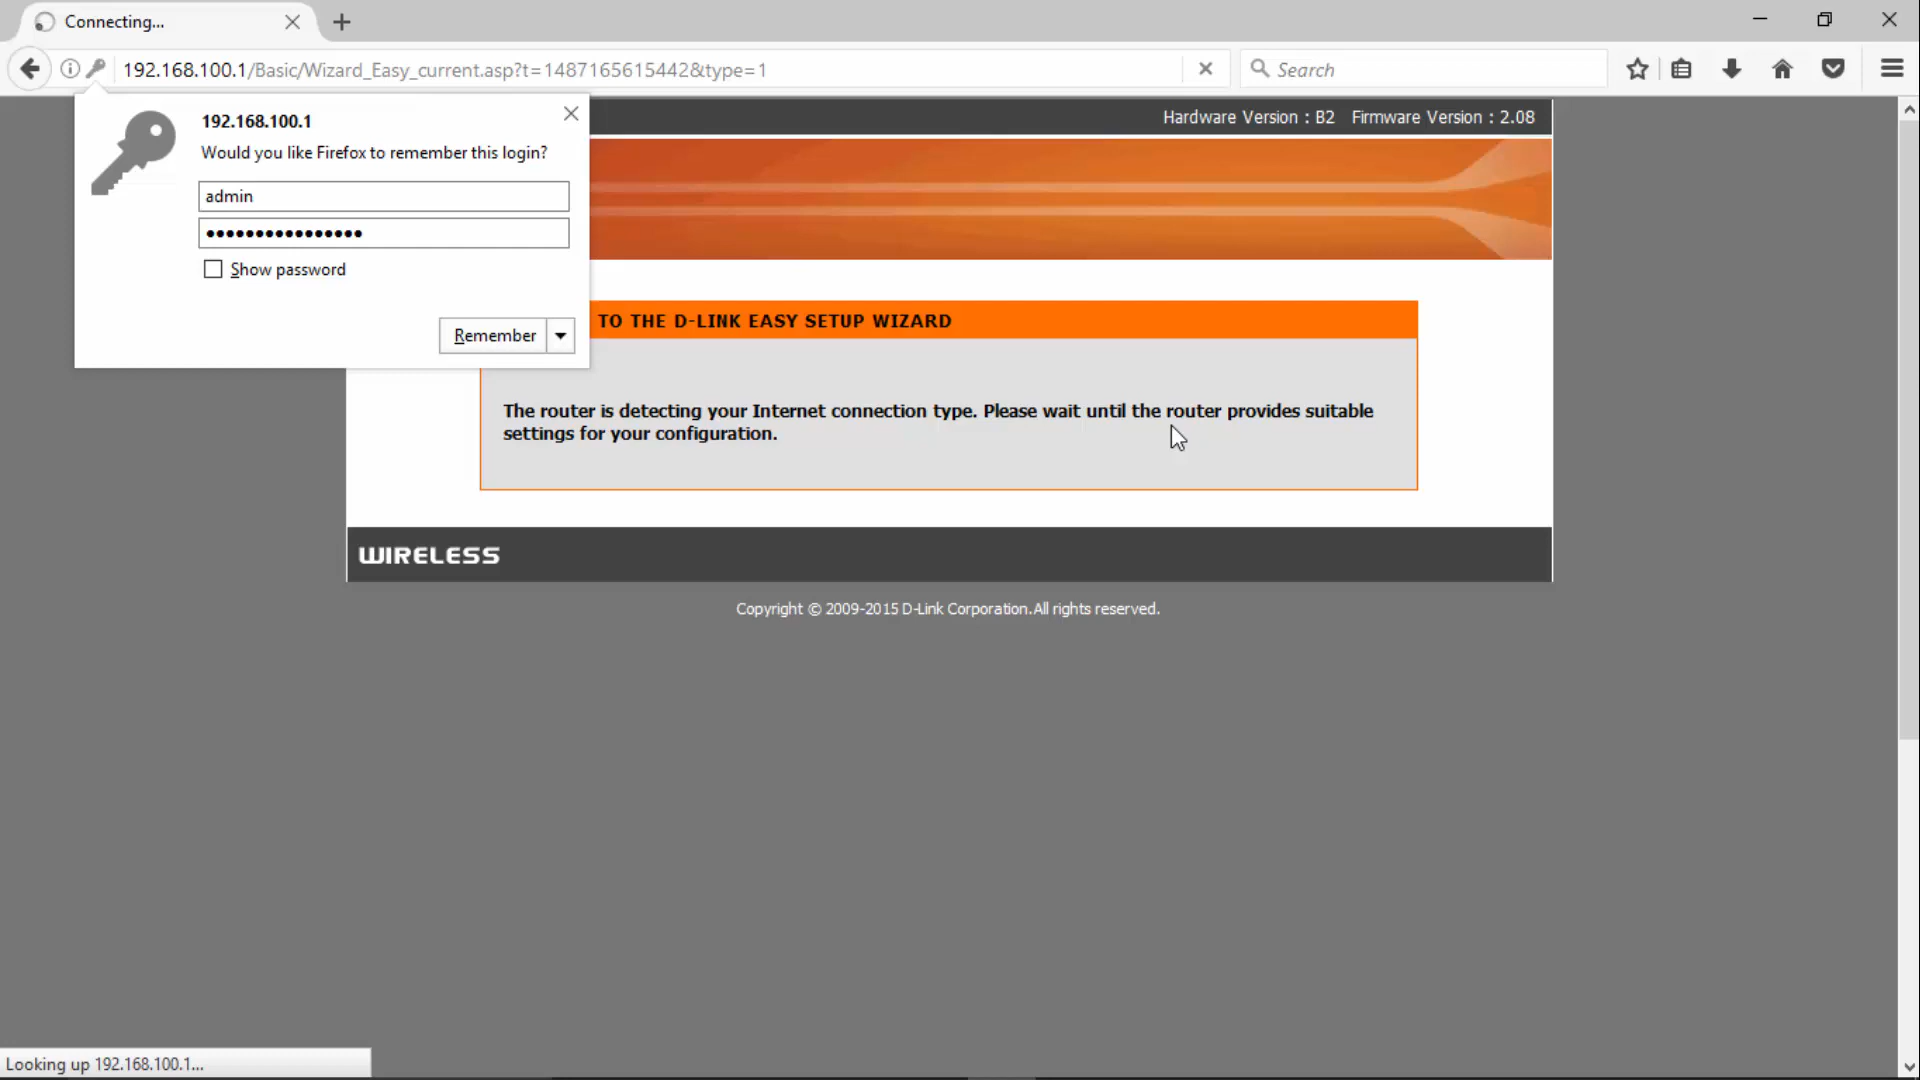 Connecting...
192.168.100.1/Basic/Wizard_Easy_current.asp?t=1487165615442&type=1
Search
192.168.100.1
Would you like Firefox to remember this login?
admin
••••••••••••••••
Show password
Remember
Hardware Version : B2 Firmware Version : 2.08
TO THE D-LINK EASY SETUP WIZARD
The router is detecting your Internet connection type. Please wait until the router provides suitable
settings for your configuration.
WIRELESS
Copyright © 2009-2015 D-Link Corporation.All rights reserved.
Looking up 192.168.100.1...